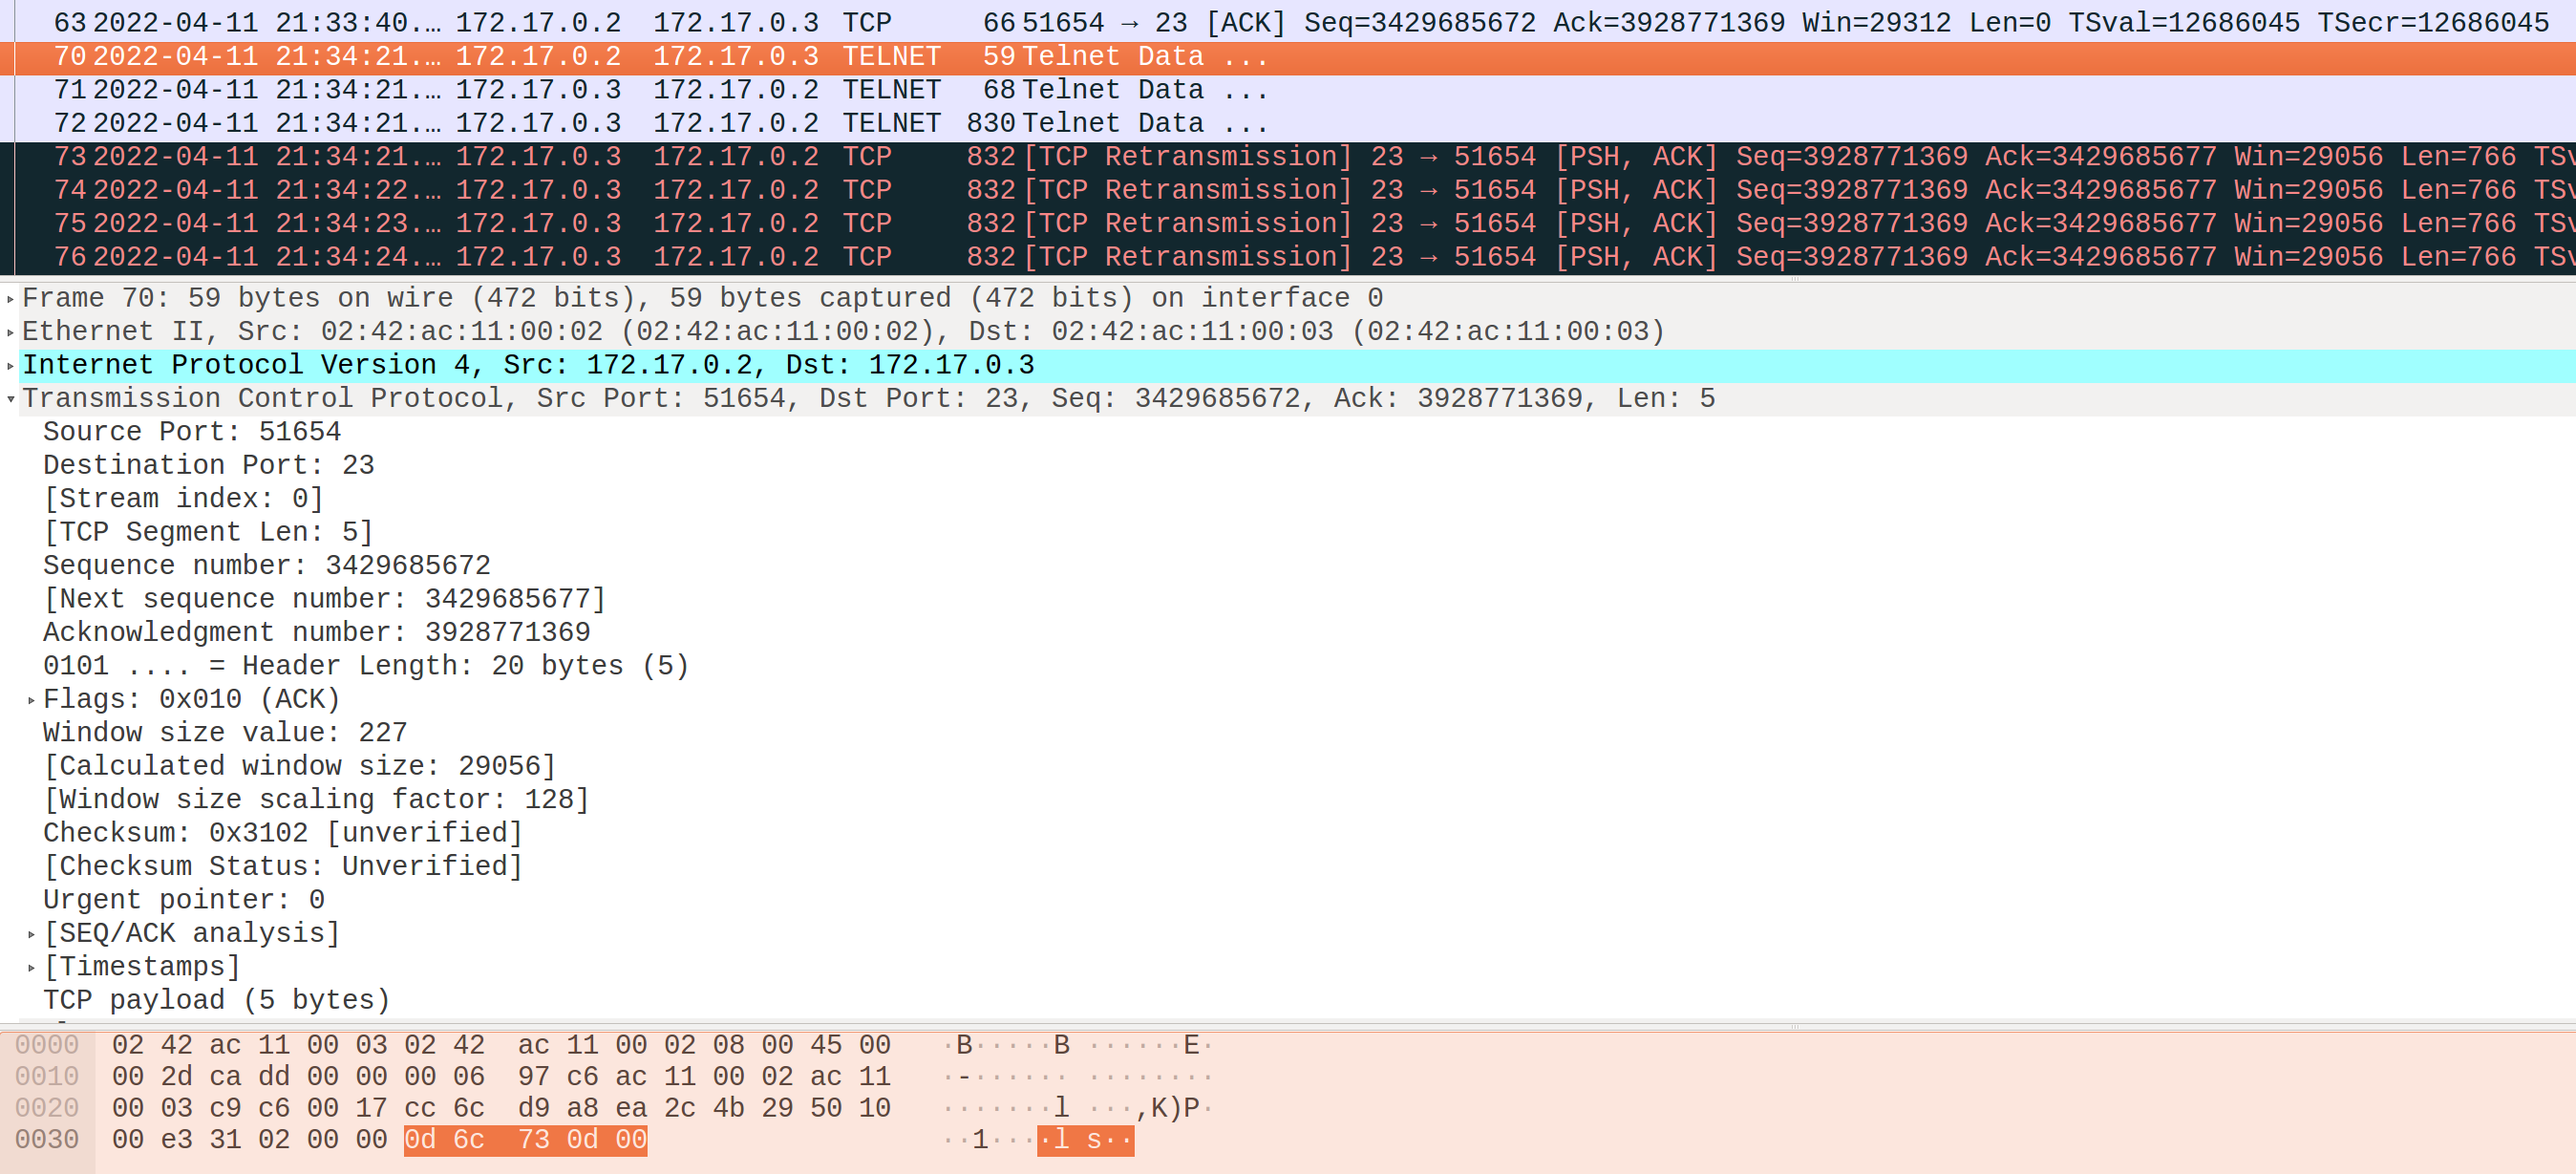 63 2022-04-11 21:33:40.… 172.17.0.2 172.17.0.3 TCP 66 51654 → 23 [ACK] Seq=3429685672 Ack=3928771369 Win=29312 Len=0 TSval=12686045 TSecr=12686045
70 2022-04-11 21:34:21.… 172.17.0.2 172.17.0.3 TELNET 59 Telnet Data ...
71 2022-04-11 21:34:21.… 172.17.0.3 172.17.0.2 TELNET 68 Telnet Data ...
72 2022-04-11 21:34:21.… 172.17.0.3 172.17.0.2 TELNET 830 Telnet Data ...
73 2022-04-11 21:34:21.… 172.17.0.3 172.17.0.2 TCP 832 [TCP Retransmission] 23 → 51654 [PSH, ACK] Seq=3928771369 Ack=3429685677 Win=29056 Len=766 TSv
74 2022-04-11 21:34:22.… 172.17.0.3 172.17.0.2 TCP 832 [TCP Retransmission] 23 → 51654 [PSH, ACK] Seq=3928771369 Ack=3429685677 Win=29056 Len=766 TSv
75 2022-04-11 21:34:23.… 172.17.0.3 172.17.0.2 TCP 832 [TCP Retransmission] 23 → 51654 [PSH, ACK] Seq=3928771369 Ack=3429685677 Win=29056 Len=766 TSv
76 2022-04-11 21:34:24.… 172.17.0.3 172.17.0.2 TCP 832 [TCP Retransmission] 23 → 51654 [PSH, ACK] Seq=3928771369 Ack=3429685677 Win=29056 Len=766 TSv
Frame 70: 59 bytes on wire (472 bits), 59 bytes captured (472 bits) on interface 0
Ethernet II, Src: 02:42:ac:11:00:02 (02:42:ac:11:00:02), Dst: 02:42:ac:11:00:03 (02:42:ac:11:00:03)
Internet Protocol Version 4, Src: 172.17.0.2, Dst: 172.17.0.3
Transmission Control Protocol, Src Port: 51654, Dst Port: 23, Seq: 3429685672, Ack: 3928771369, Len: 5
Source Port: 51654
Destination Port: 23
[Stream index: 0]
[TCP Segment Len: 5]
Sequence number: 3429685672
[Next sequence number: 3429685677]
Acknowledgment number: 3928771369
0101 .... = Header Length: 20 bytes (5)
Flags: 0x010 (ACK)
Window size value: 227
[Calculated window size: 29056]
[Window size scaling factor: 128]
Checksum: 0x3102 [unverified]
[Checksum Status: Unverified]
Urgent pointer: 0
[SEQ/ACK analysis]
[Timestamps]
TCP payload (5 bytes)
0000 02 42 ac 11 00 03 02 42 ac 11 00 02 08 00 45 00 ·B·····B ······E·
0010 00 2d ca dd 00 00 00 06 97 c6 ac 11 00 02 ac 11 ·-······ ········
0020 00 03 c9 c6 00 17 cc 6c d9 a8 ea 2c 4b 29 50 10 ·······l ···,K)P·
0030 00 e3 31 02 00 00 0d 6c 73 0d 00 ··1····l s··